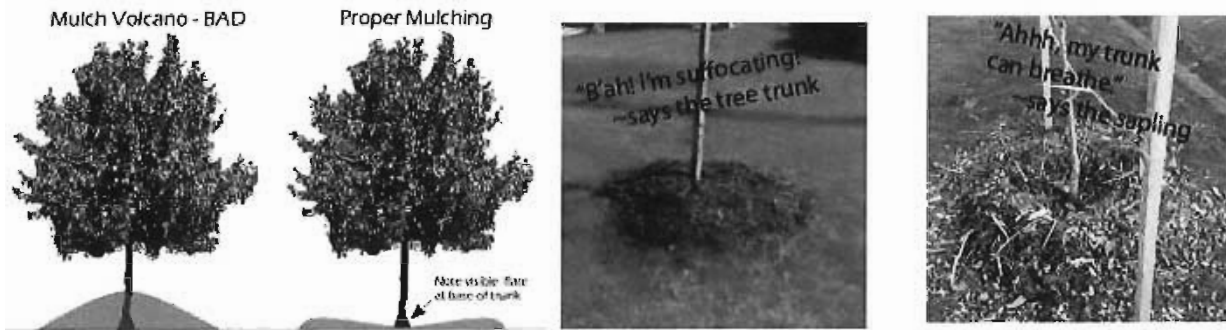 Mulch Volcano - BAD
Proper Mulching
Note visible flare
at base of trunk
"B'ah! I'm suffocating!
~says the tree trunk
"Ahhh, my trunk
can breathe"
~says the sapling